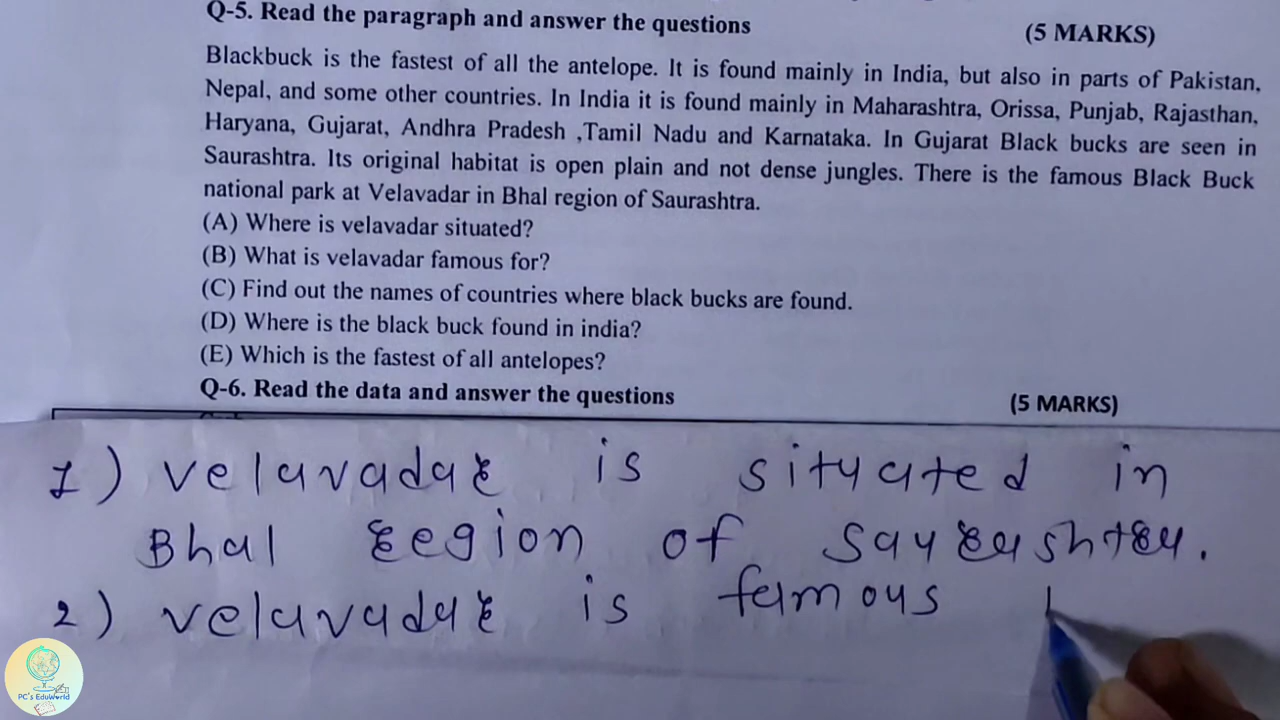 Q-5. Read the paragraph and answer the questions (5 MARKS)
Blackbuck is the fastest of all the antelope. It is found mainly in India, but also in parts of Pakistan,
Nepal, and some other countries. In India it is found mainly in Maharashtra, Orissa, Punjab, Rajasthan,
Haryana, Gujarat, Andhra Pradesh ,Tamil Nadu and Karnataka. In Gujarat Black bucks are seen in
Saurashtra. Its original habitat is open plain and not dense jungles. There is the famous Black Buck
national park at Velavadar in Bhal region of Saurashtra.
(A) Where is velavadar situated?
(B) What is velavadar famous for?
(C) Find out the names of countries where black bucks are found.
(D) Where is the black buck found in india?
(E) Which is the fastest of all antelopes?
Q-6. Read the data and answer the questions (5 MARKS)
1) velavadar is situated in
Bhal region of saurashtra.
2) velavadar is famous
PC's EduWorld